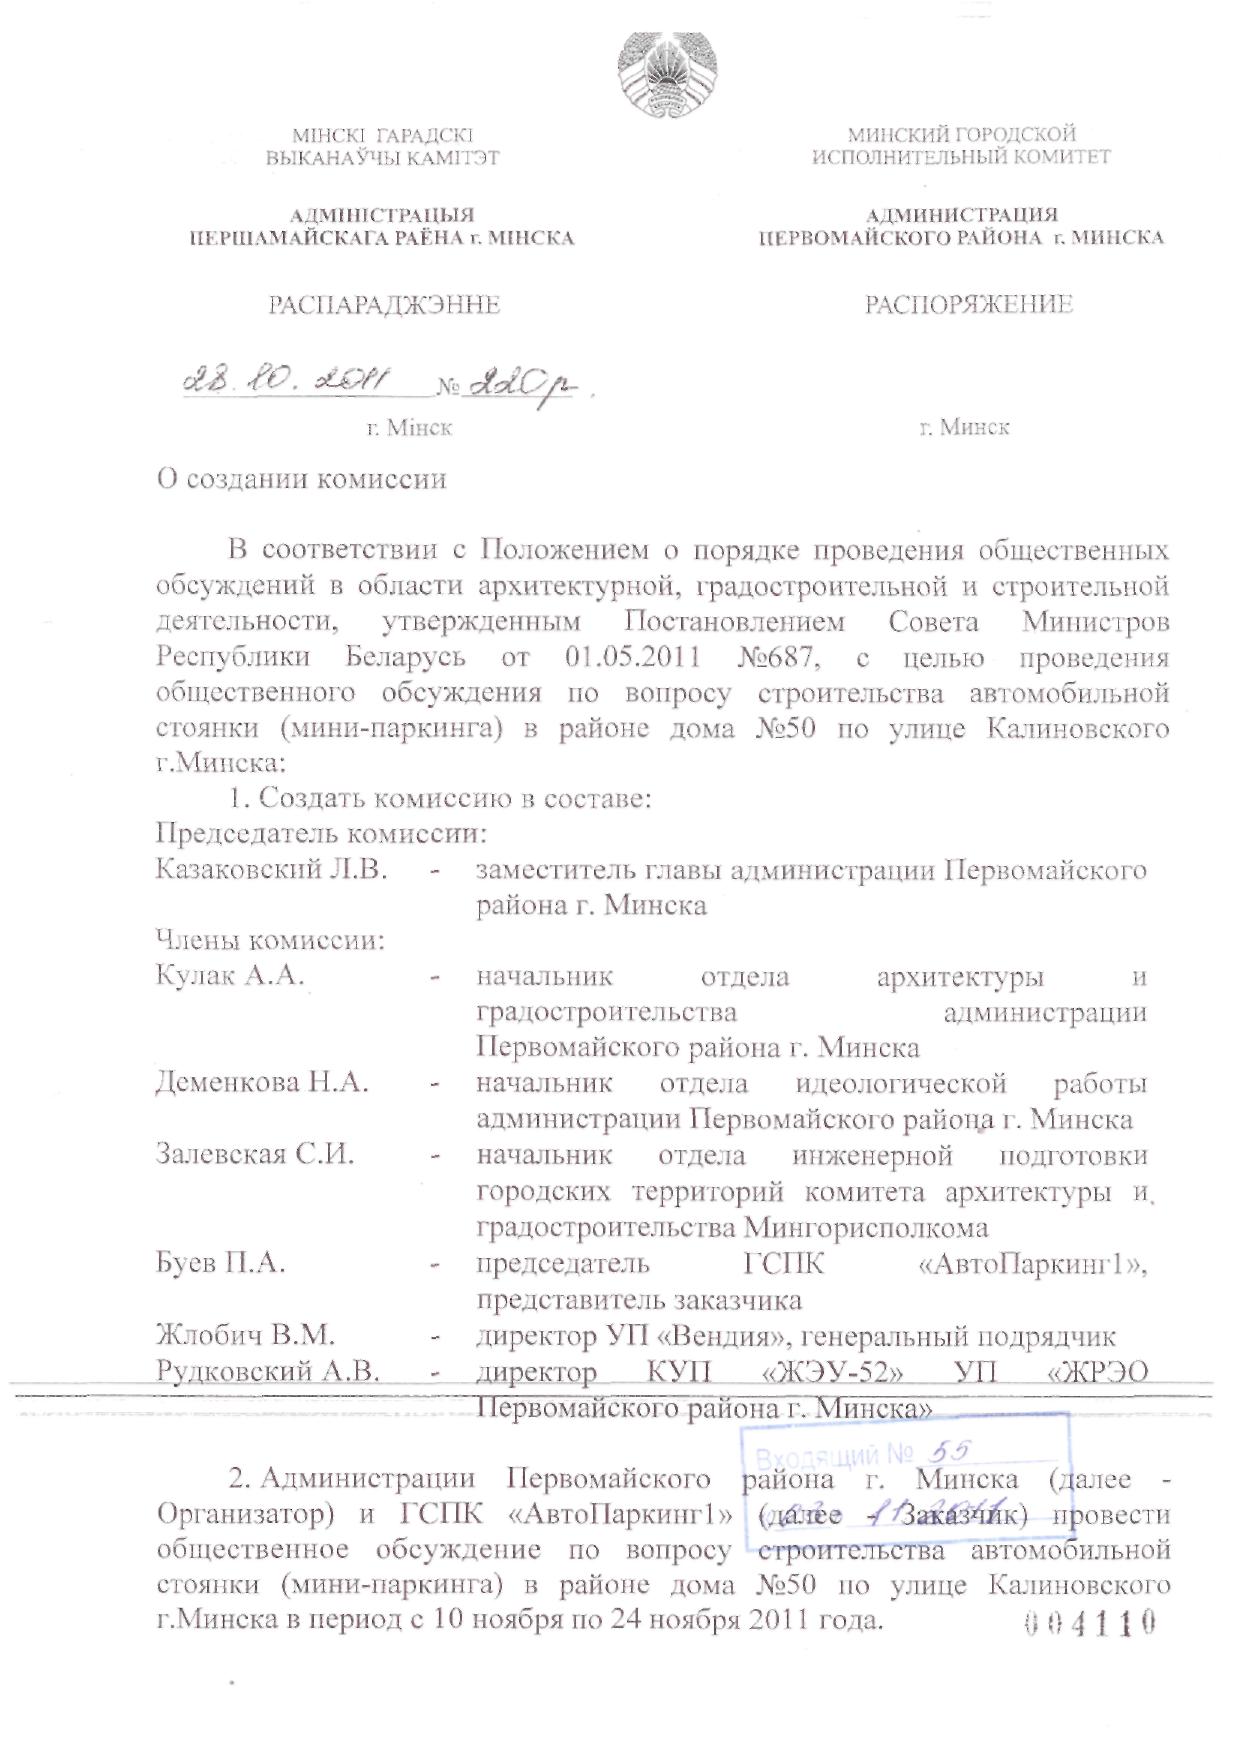 МІНСКІ ГАРАДСКІ
ВЫКАНАЎЧЫ КАМІТЭТ
АДМІНІСТРАЦЫЯ
ПЕРШАМАЙСКАГА РАЁНА г. МІНСКА
РАСПАРАДЖЭННЕ
МИНСКИЙ ГОРОДСКОЙ
ИСПОЛНИТЕЛЬНЫЙ КОМИТЕТ
АДМИНИСТРАЦИЯ
ПЕРВОМАЙСКОГО РАЙОНА г. МИНСКА
РАСПОРЯЖЕНИЕ
28.10.2011 № 220р
г. Мінск
г. Минск
О создании комиссии
В соответствии с Положением о порядке проведения общественных
обсуждений в области архитектурной, градостроительной и строительной
деятельности, утвержденным Постановлением Совета Министров
Республики Беларусь от 01.05.2011 №687, с целью проведения
общественного обсуждения по вопросу строительства автомобильной
стоянки (мини-паркинга) в районе дома №50 по улице Калиновского
г.Минска:
1. Создать комиссию в составе:
Председатель комиссии:
Казаковский Л.В. - заместитель главы администрации Первомайского
района г. Минска
Члены комиссии:
Кулак А.А. - начальник отдела архитектуры и
градостроительства администрации
Первомайского района г. Минска
Деменкова Н.А. - начальник отдела идеологической работы
администрации Первомайского района г. Минска
Залевская С.И. - начальник отдела инженерной подготовки
городских территорий комитета архитектуры и
градостроительства Мингорисполкома
Буев П.А. - председатель ГСПК «АвтоПаркинг1»,
представитель заказчика
Жлобич В.М. - директор УП «Вендия», генеральный подрядчик
Рудковский А.В. - директор КУП «ЖЭУ-52» УП «ЖРЭО
Первомайского района г. Минска»
Входящий № 55
2. Администрации Первомайского района г. Минска (далее -
Организатор) и ГСПК «АвтоПаркинг1» (далее - Заказчик) провести
общественное обсуждение по вопросу строительства автомобильной
стоянки (мини-паркинга) в районе дома №50 по улице Калиновского
г.Минска в период с 10 ноября по 24 ноября 2011 года.
004110